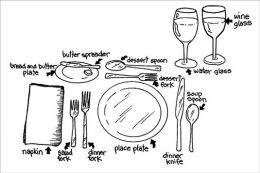 wine
glass
butter spreader
dessert spoon
bread and butter
plate
water glass
dessert
fork
soup
spoon
napkin
salad
fork
dinner
fork
place plate
dinner
knife